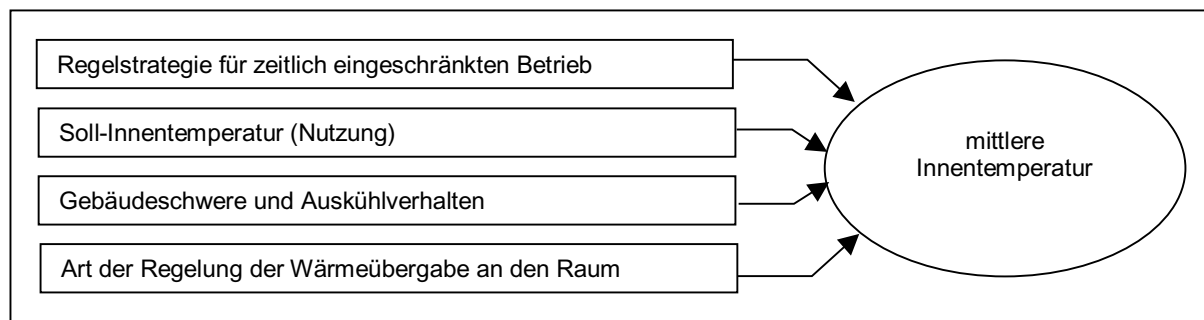 Regelstrategie für zeitlich eingeschränkten Betrieb
Soll-Innentemperatur (Nutzung)
Gebäudeschwere und Auskühlverhalten
Art der Regelung der Wärmeübergabe an den Raum
mittlere
Innentemperatur